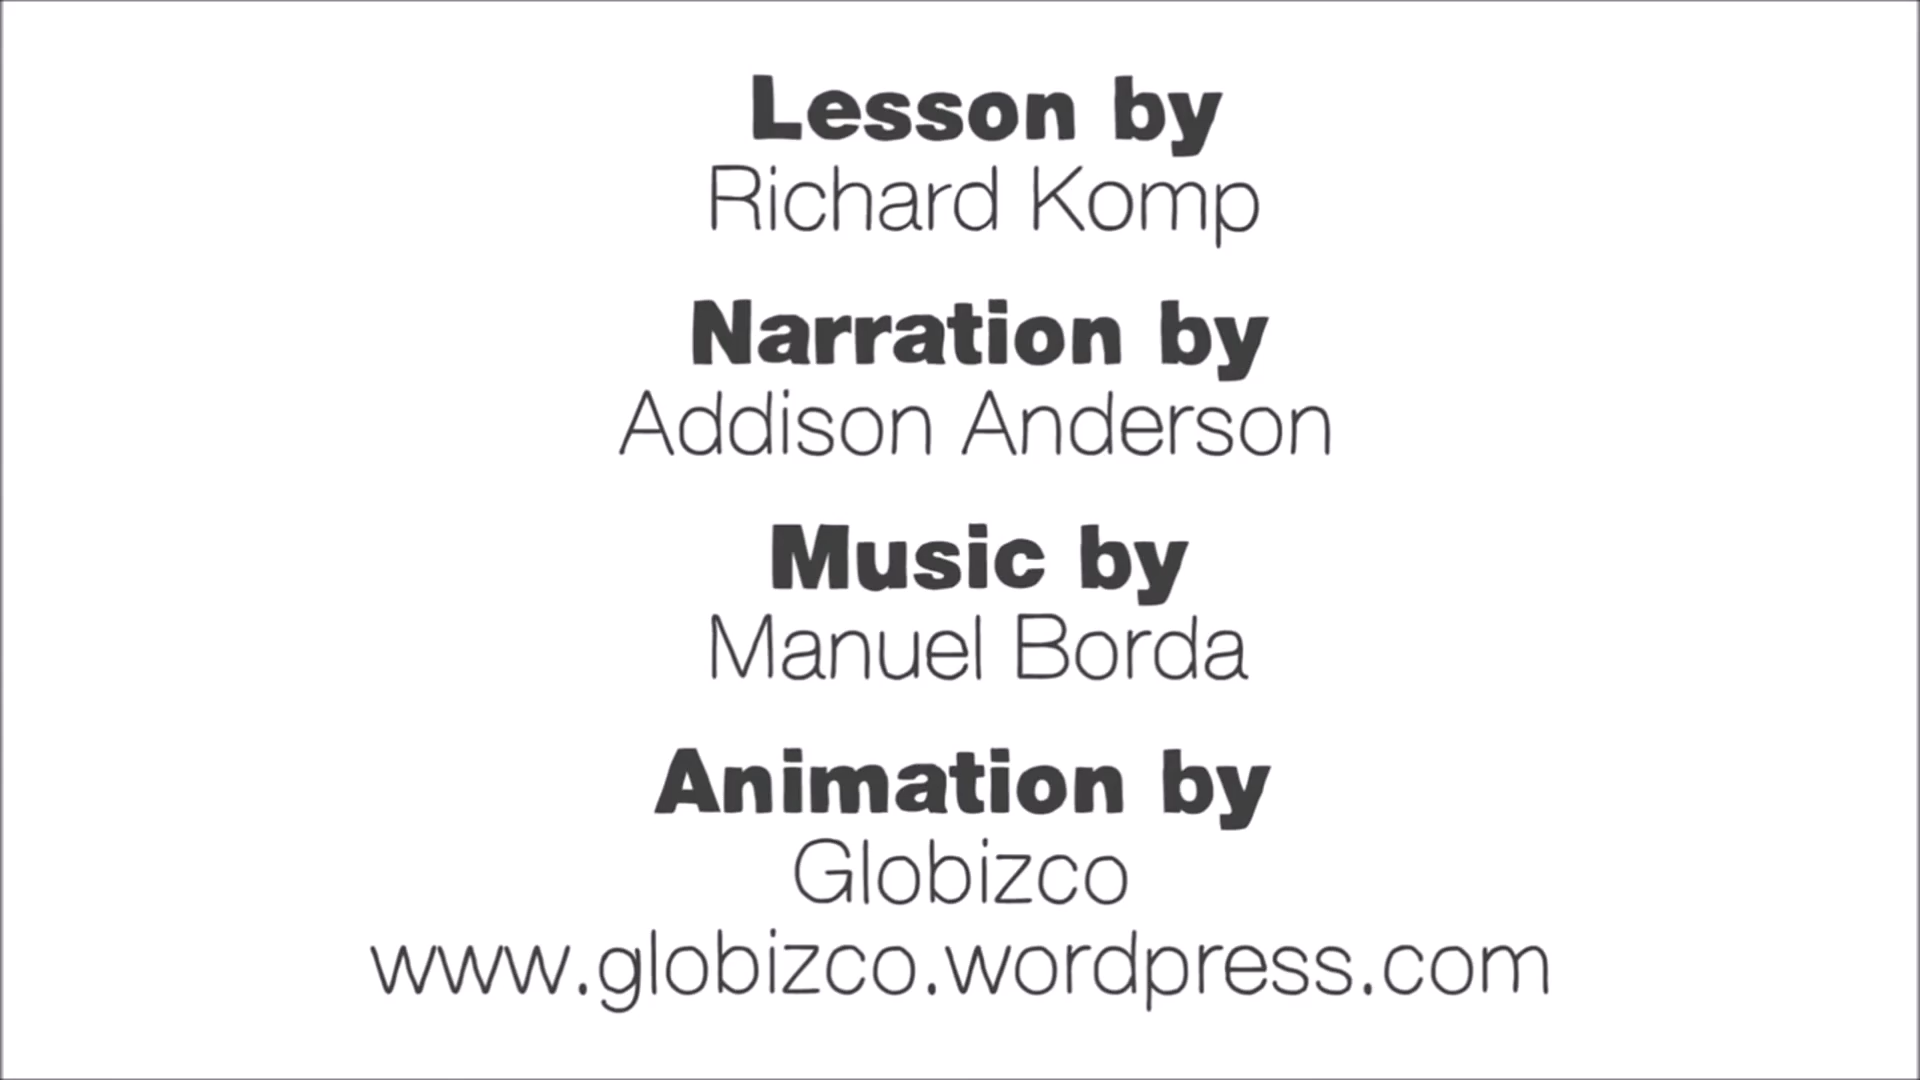 Lesson by
Richard Komp
Narration by
Addison Anderson
Music by
Manuel Borda
Animation by
Globizco
www.globizco.wordpress.com